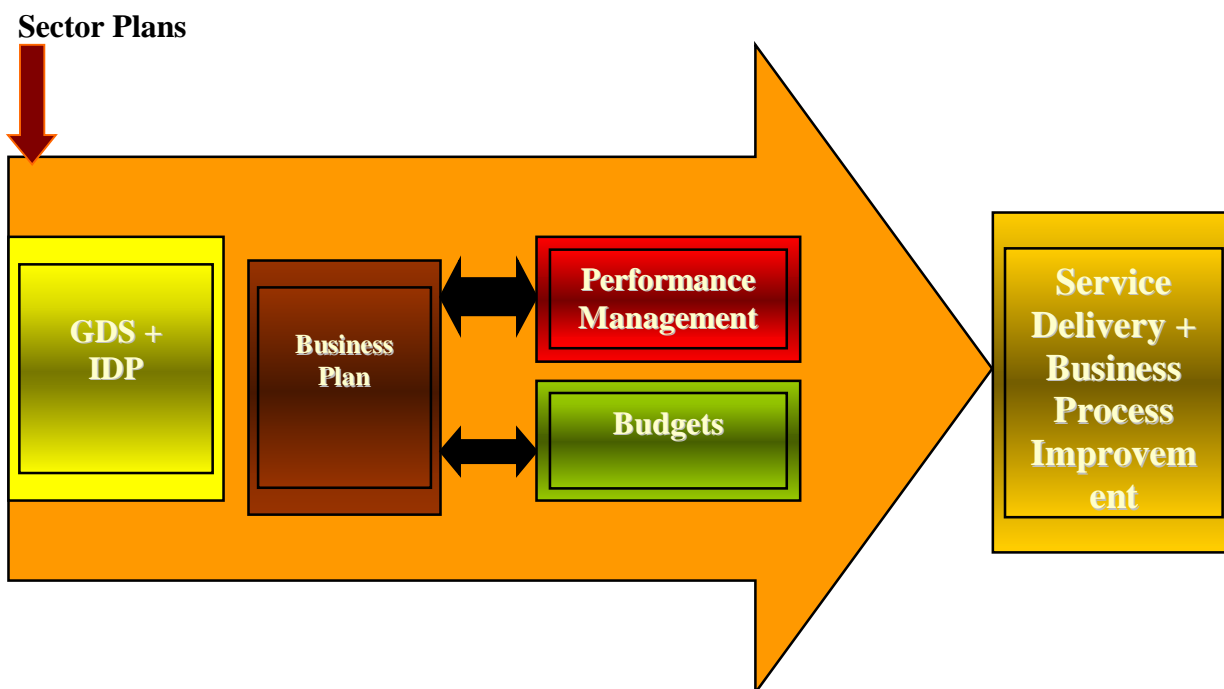 Sector Plans
GDS +
IDP
Business
Plan
Performance
Management
Budgets
Service
Delivery +
Business
Process
Improvem
ent